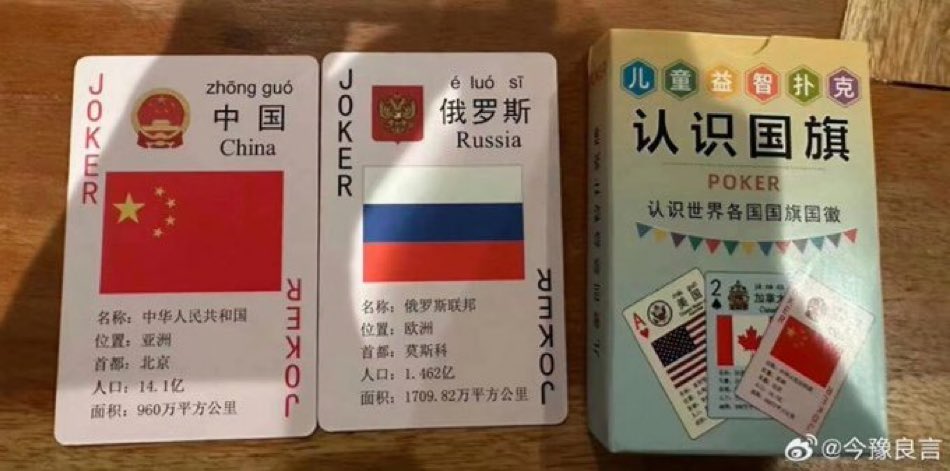 JOKER
zhōng guó
中国
China
名称：中华人民共和国
位置：亚洲
首都：北京
人口：14.1亿
面积：960万平方公里
JOKER
JOKER
é luó sī
俄罗斯
Russia
名称：俄罗斯联邦
位置：欧洲
首都：莫斯科
人口：1.462亿
面积：1709.82万平方公里
JOKER
儿童益智扑克
认识国旗
POKER
认识世界各国国旗国徽
A
美国
2
加拿大
@今豫良言